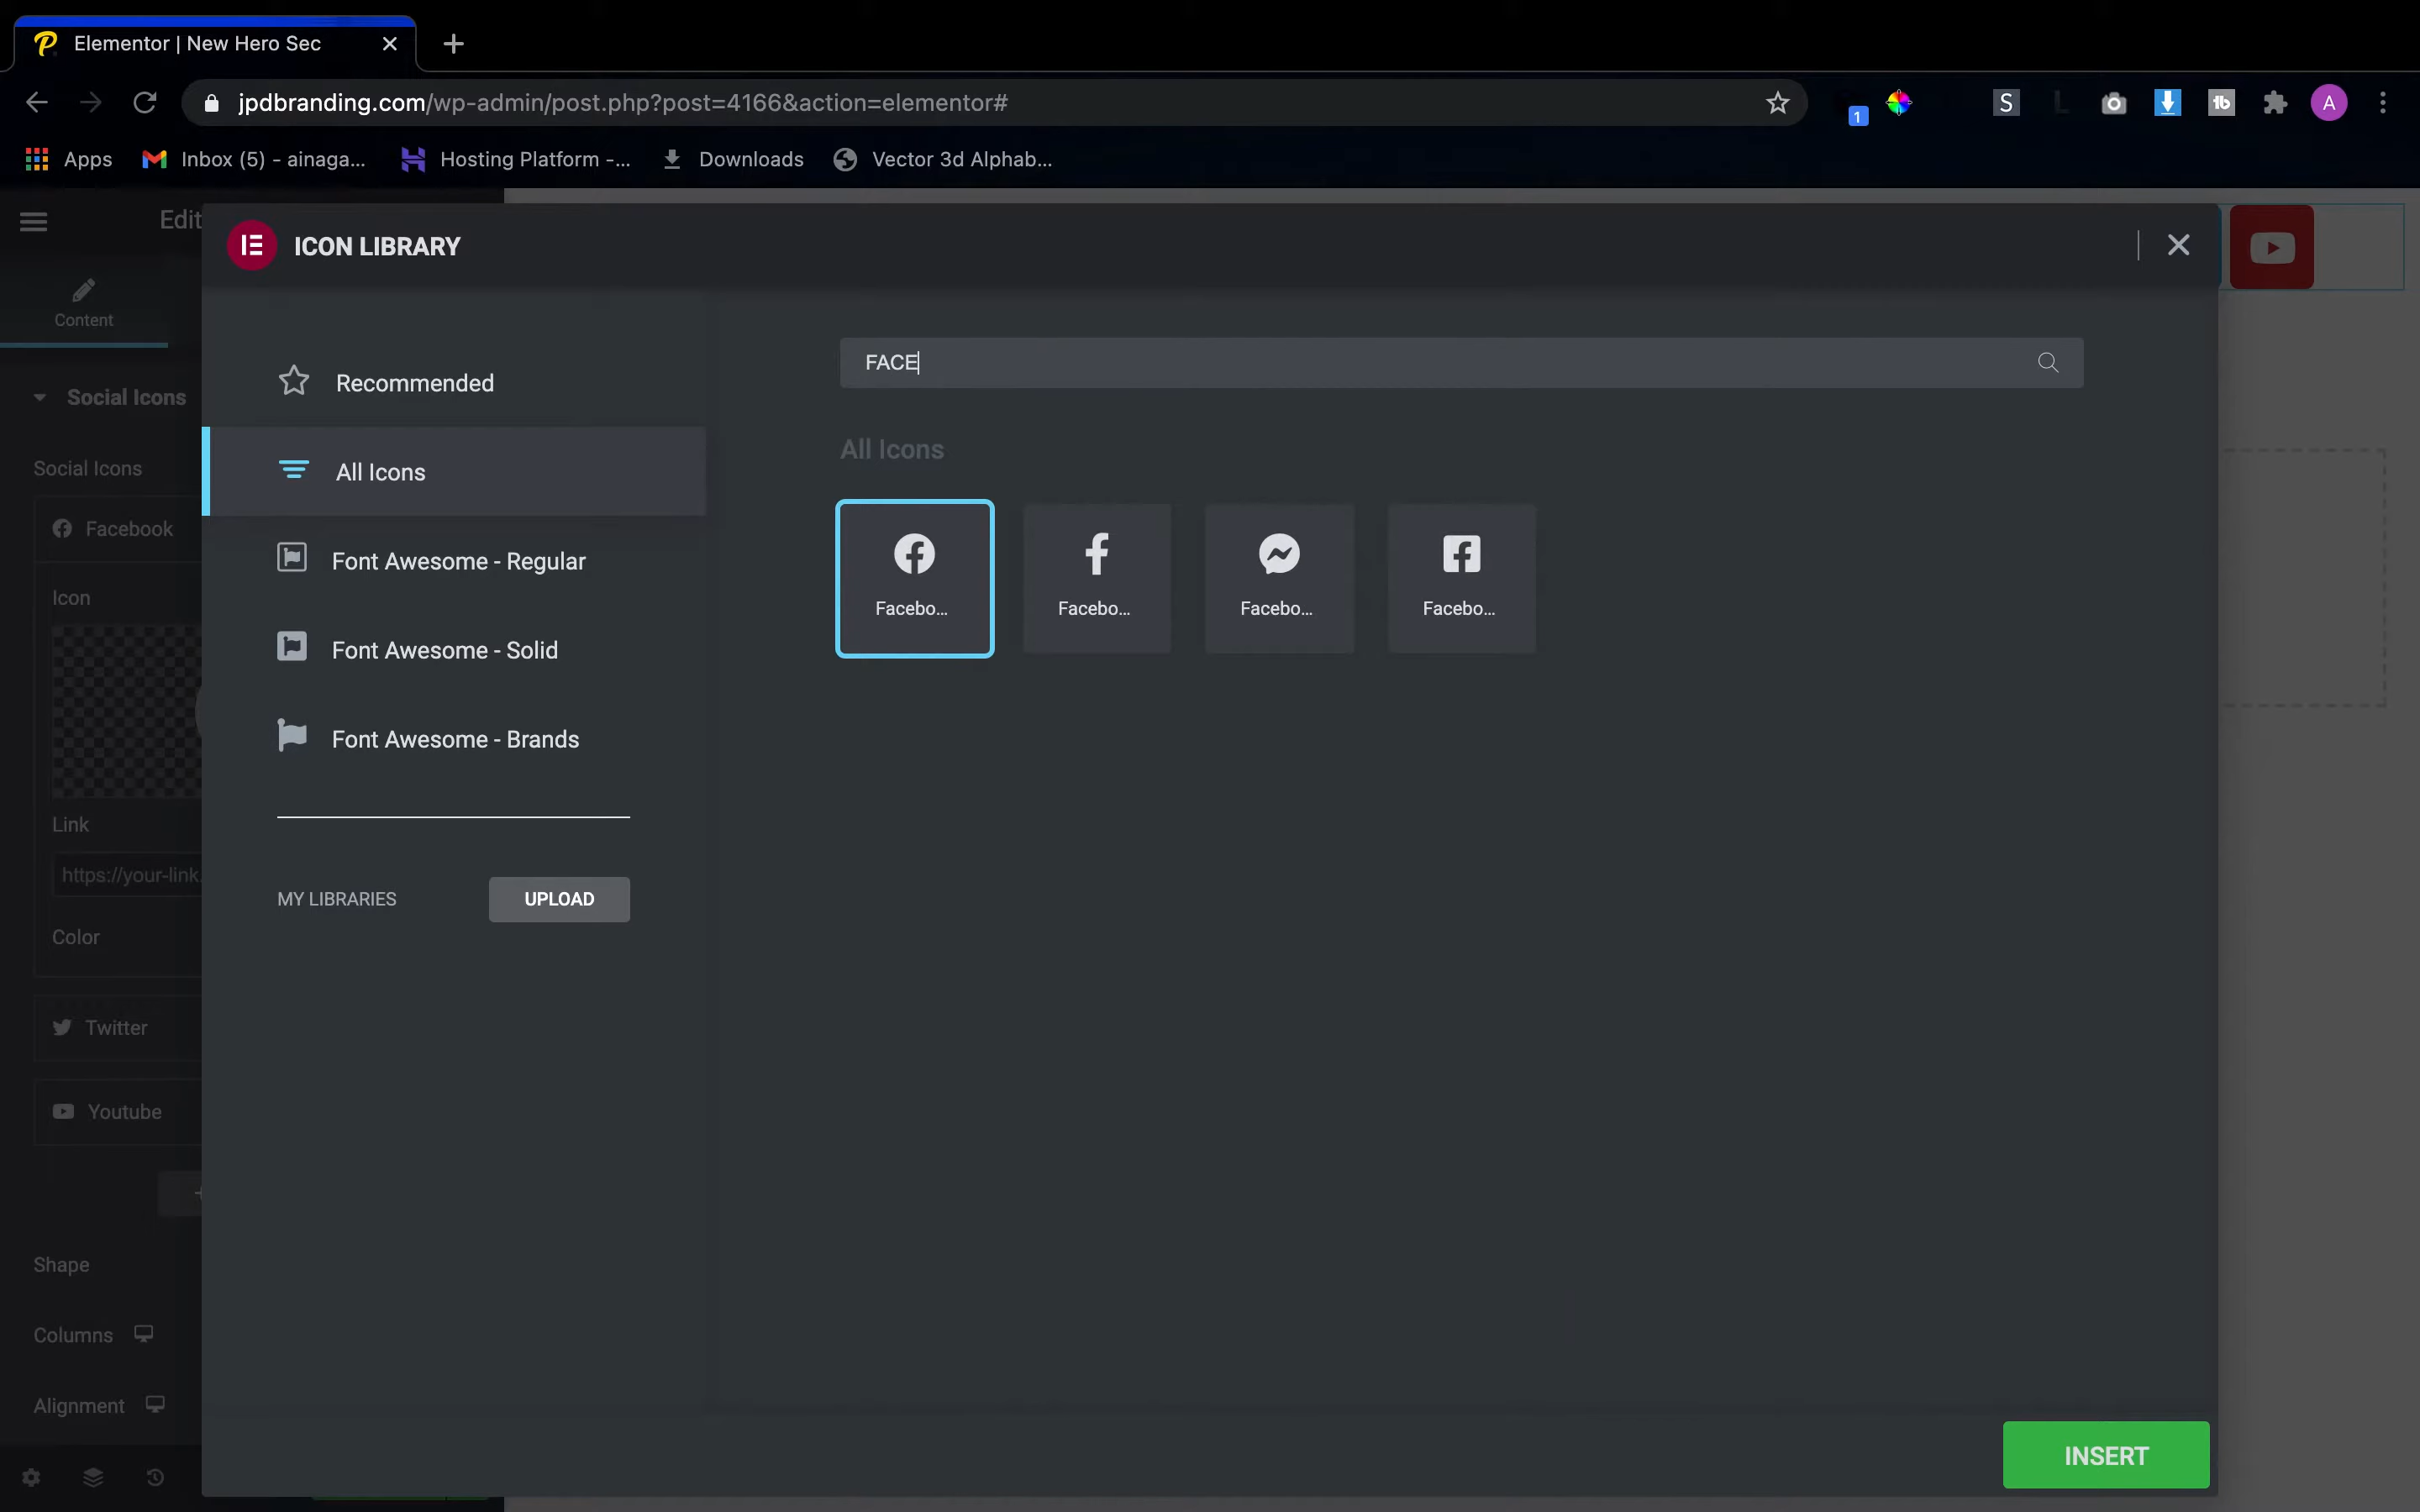 Elementor | New Hero Sec
jpdbranding.com/wp-admin/post.php?post=4166&action=elementor#
1
S
L
tb
A
Apps
Inbox (5) - ainaga...
Hosting Platform -...
Downloads
Vector 3d Alphab...
Edit
ICON LIBRARY
Content
FACE
Recommended
Social Icons
All Icons
All Icons
Social Icons
Facebook
Facebo...
Facebo...
Facebo...
Facebo...
Font Awesome - Regular
Icon
Font Awesome - Solid
Font Awesome - Brands
Link
https://your-link.
MY LIBRARIES
UPLOAD
Color
Twitter
Youtube
Shape
Columns
Alignment
INSERT